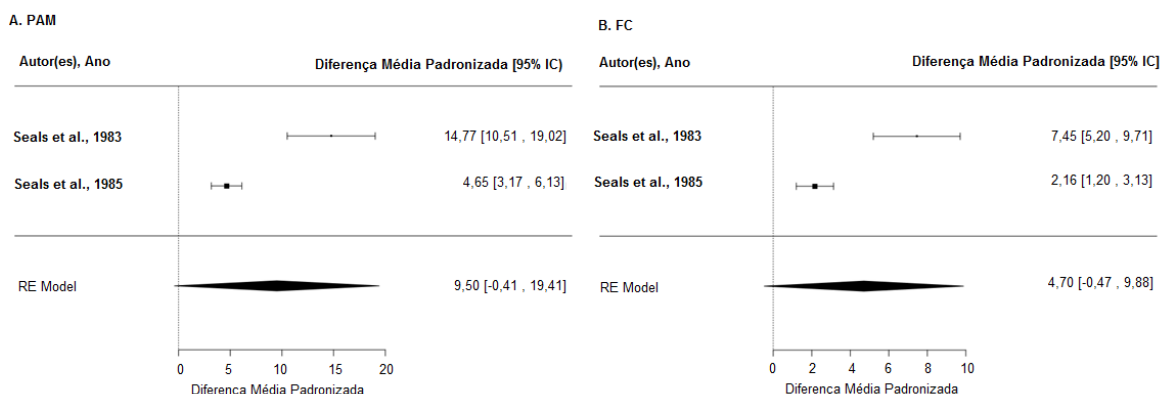 A. PAM
Autor(es), Ano Diferença Média Padronizada [95% IC)
Seals et al., 1983 14,77 [10,51 , 19,02]
Seals et al., 1985 4,65 [3,17 , 6,13]
RE Model 9,50 [-0,41 , 19,41]
0 5 10 15 20
Diferença Média Padronizada
B. FC
Autor(es), Ano Diferença Média Padronizada [95% IC]
Seals et al., 1983 7,45 [5,20 , 9,71]
Seals et al., 1985 2,16 [1,20 , 3,13]
RE Model 4,70 [-0,47 , 9,88]
0 2 4 6 8 10
Diferença Média Padronizada